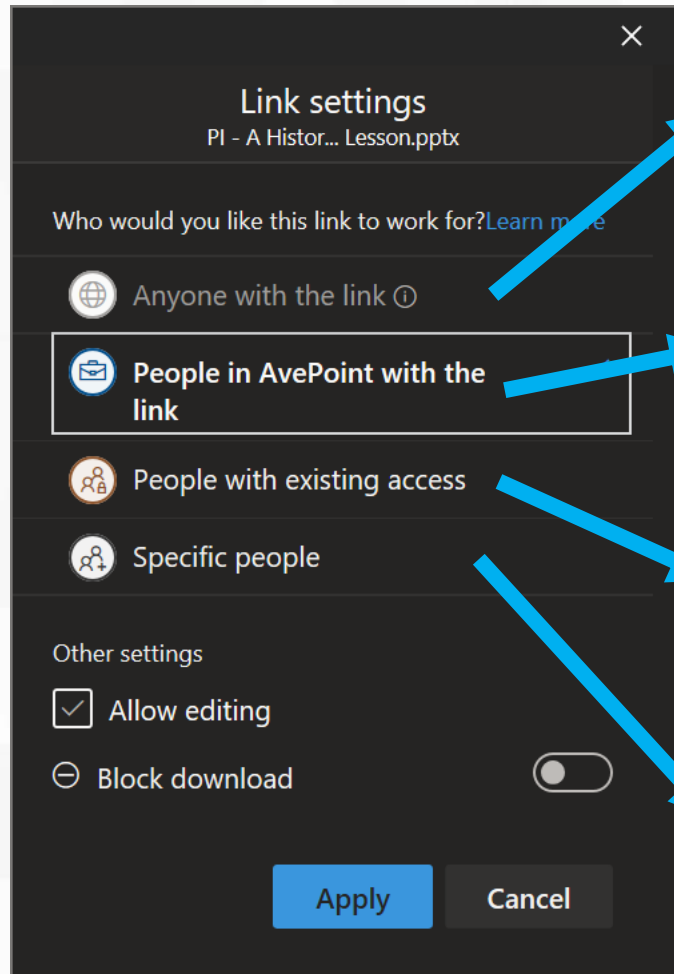 Link settings
PI - A Histor... Lesson.pptx
Who would you like this link to work for?Learn more
Anyone with the link
People in AvePoint with the
link
People with existing access
Specific people
Other settings
Allow editing
Block download
Apply Cancel